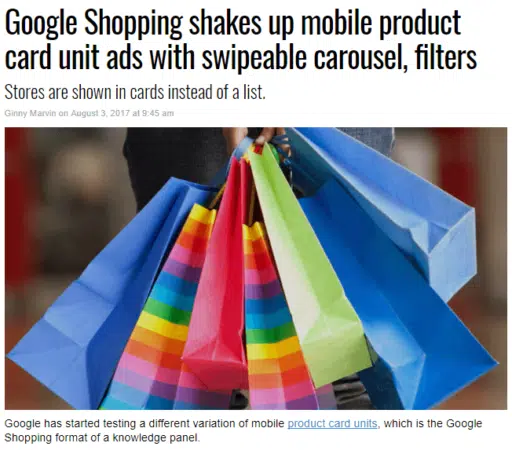 Google Shopping shakes up mobile product
card unit ads with swipeable carousel, filters
Stores are shown in cards instead of a list.
Ginny Marvin on August 3, 2017 at 9:45 am
Google has started testing a different variation of mobile product card units, which is the Google
Shopping format of a knowledge panel.